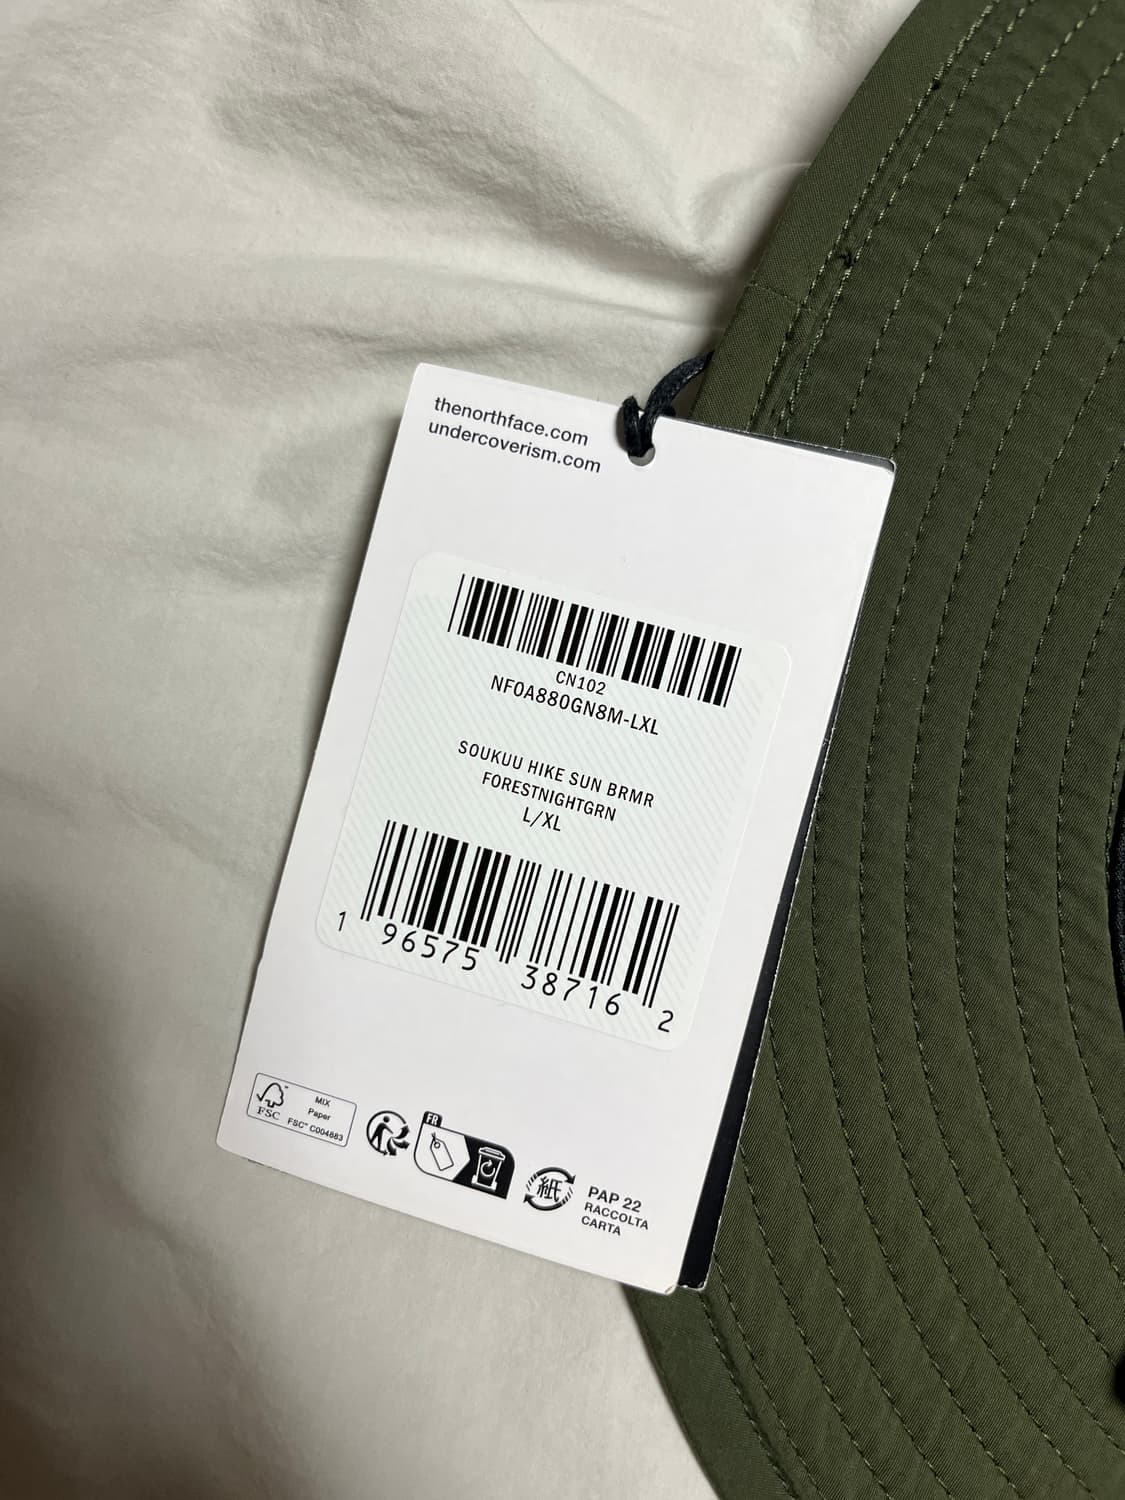 thenorthface.com
undercoverism.com
CN102
NF0A880GN8M-LXL
SOUKUU HIKE SUN BRMR
FORESTNIGHTGRN
L/XL
1 96575 38716 2
FSC
MIX
Paper
FSC™ C004883
FR
紙
PAP 22
RACCOLTA
CARTA